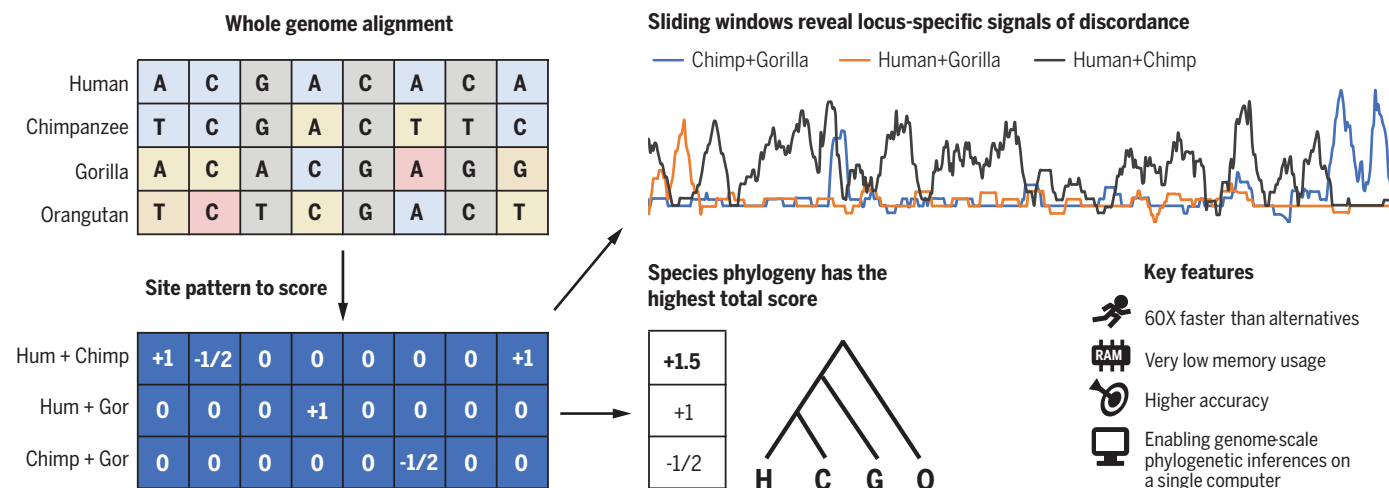 Whole genome alignment
Human A C G A C A C A
Chimpanzee T C G A C T T C
Gorilla A C A C G A G G
Orangutan T C T C G A C T
Site pattern to score
Hum + Chimp +1 -1/2 0 0 0 0 0 +1
Hum + Gor 0 0 0 +1 0 0 0 0
Chimp + Gor 0 0 0 0 0 -1/2 0 0
Sliding windows reveal locus-specific signals of discordance
Chimp+Gorilla Human+Gorilla Human+Chimp
Species phylogeny has the
highest total score
+1.5
+1
-1/2
H C G O
Key features
60X faster than alternatives
RAM
Very low memory usage
Higher accuracy
Enabling genome-scale
phylogenetic inferences on
a single computer